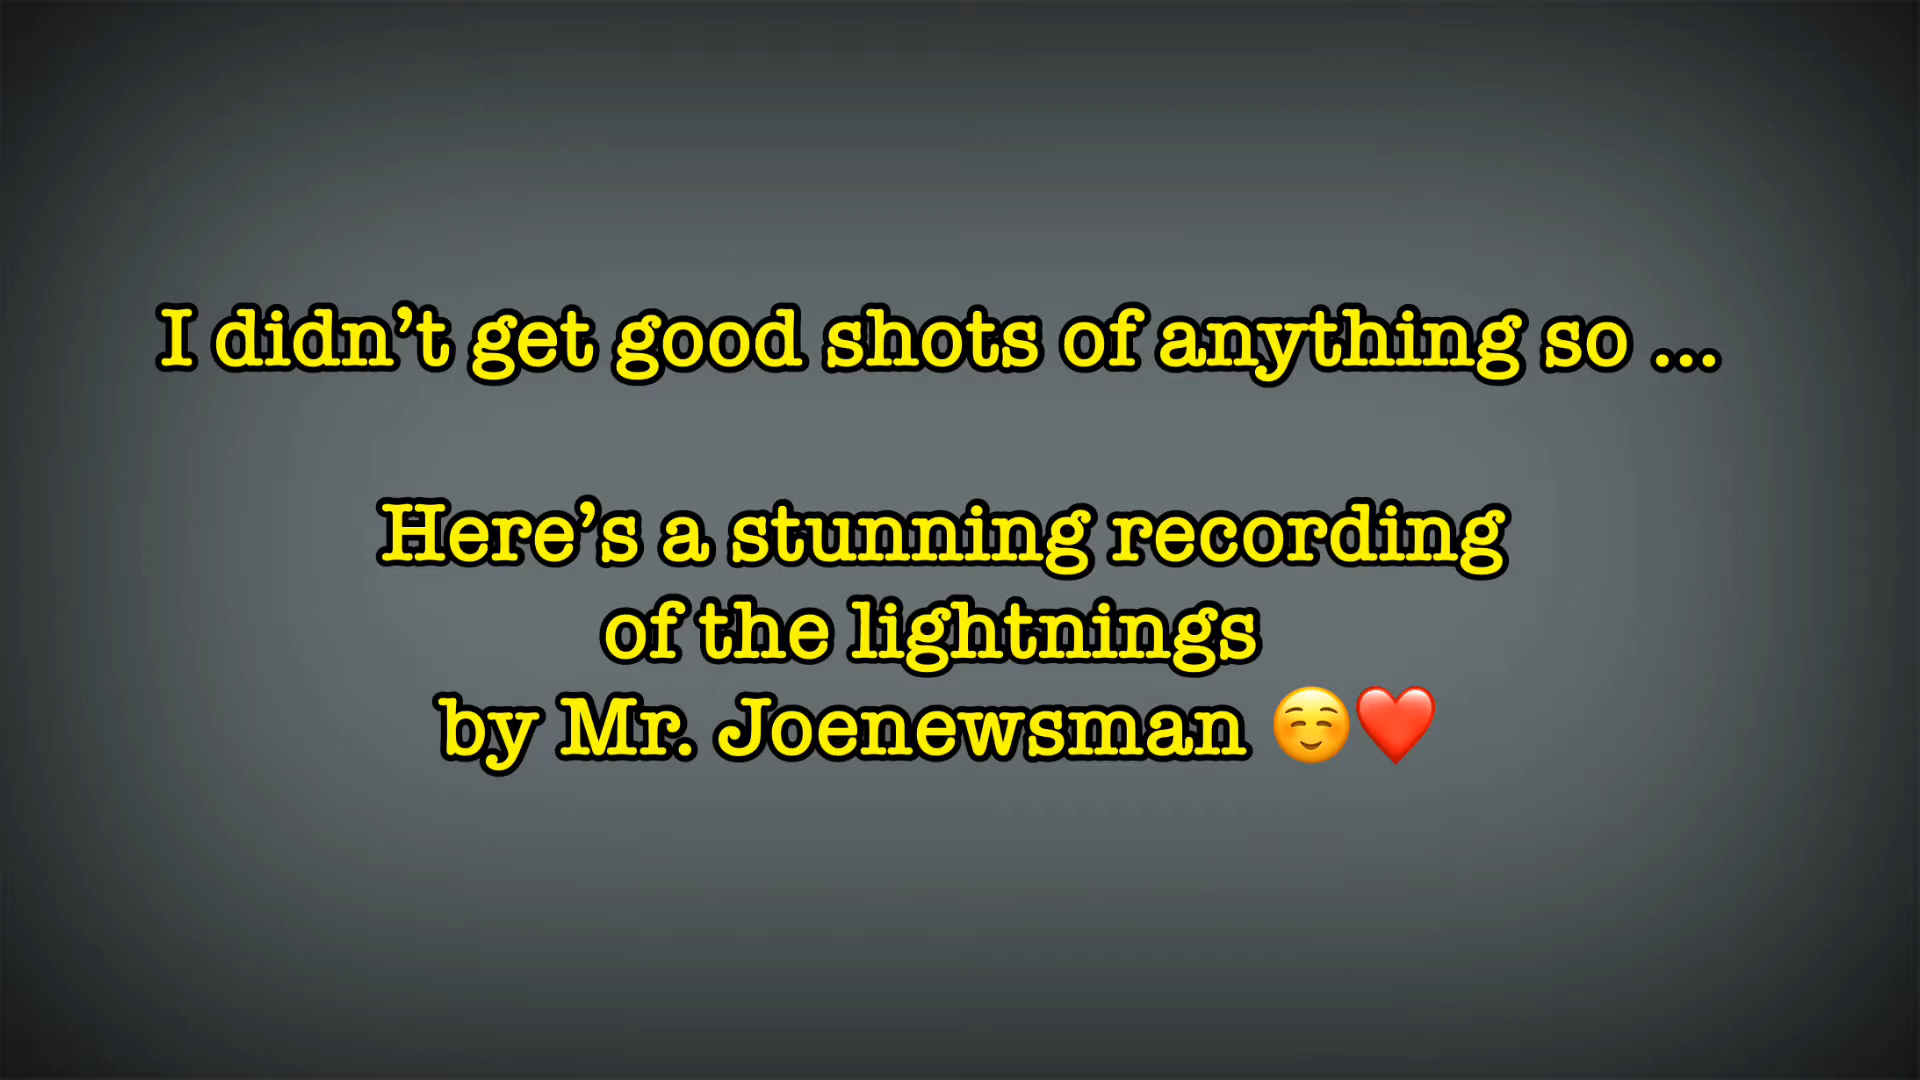 I didn’t get good shots of anything so ...
Here’s a stunning recording
of the lightnings
by Mr. Joenewsman ☺️❤️